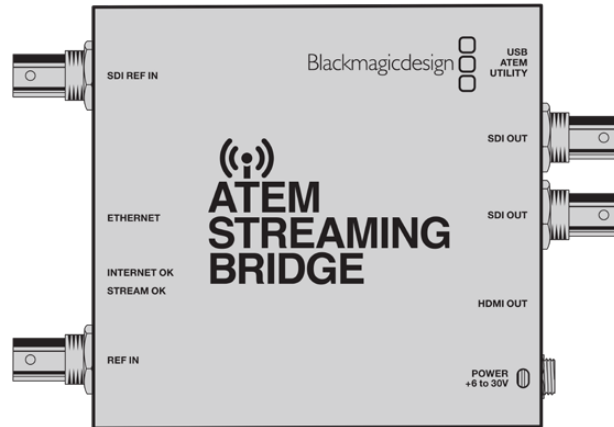 SDI REF IN
Blackmagicdesign
USB
ATEM
UTILITY
SDI OUT
ATEM
STREAMING
BRIDGE
ETHERNET
SDI OUT
INTERNET OK
STREAM OK
HDMI OUT
REF IN
POWER
+6 to 30V